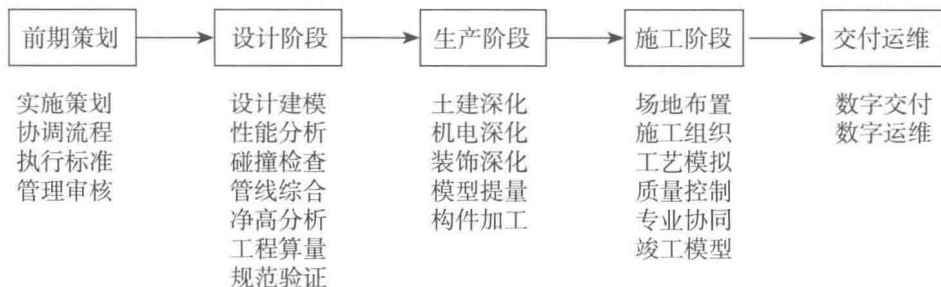 前期策划
设计阶段
生产阶段
施工阶段
交付运维
实施策划
协调流程
执行标准
管理审核
设计建模
性能分析
碰撞检查
管线综合
净高分析
工程算量
规范验证
土建深化
机电深化
装饰深化
模型提量
构件加工
场地布置
施工组织
工艺模拟
质量控制
专业协同
竣工模型
数字交付
数字运维